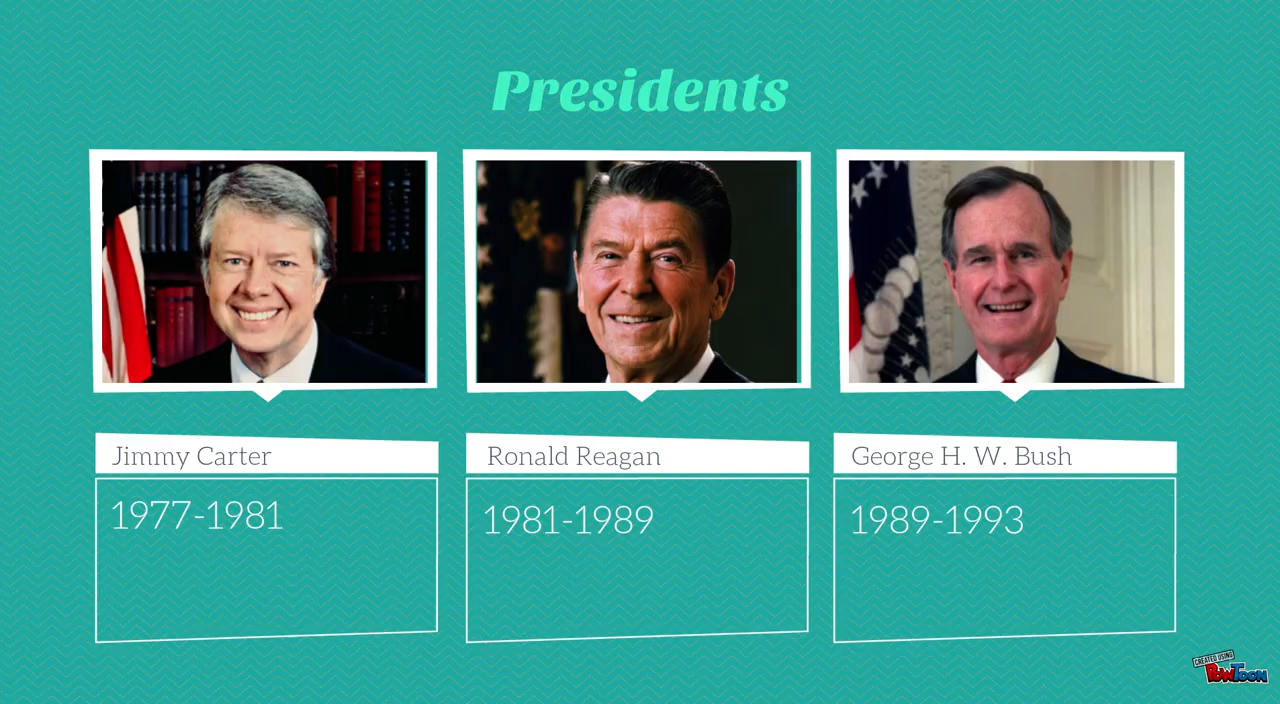 Presidents
Jimmy Carter
Ronald Reagan
George H. W. Bush
1977-1981
1981-1989
1989-1993
CREATED USING
POWTOON